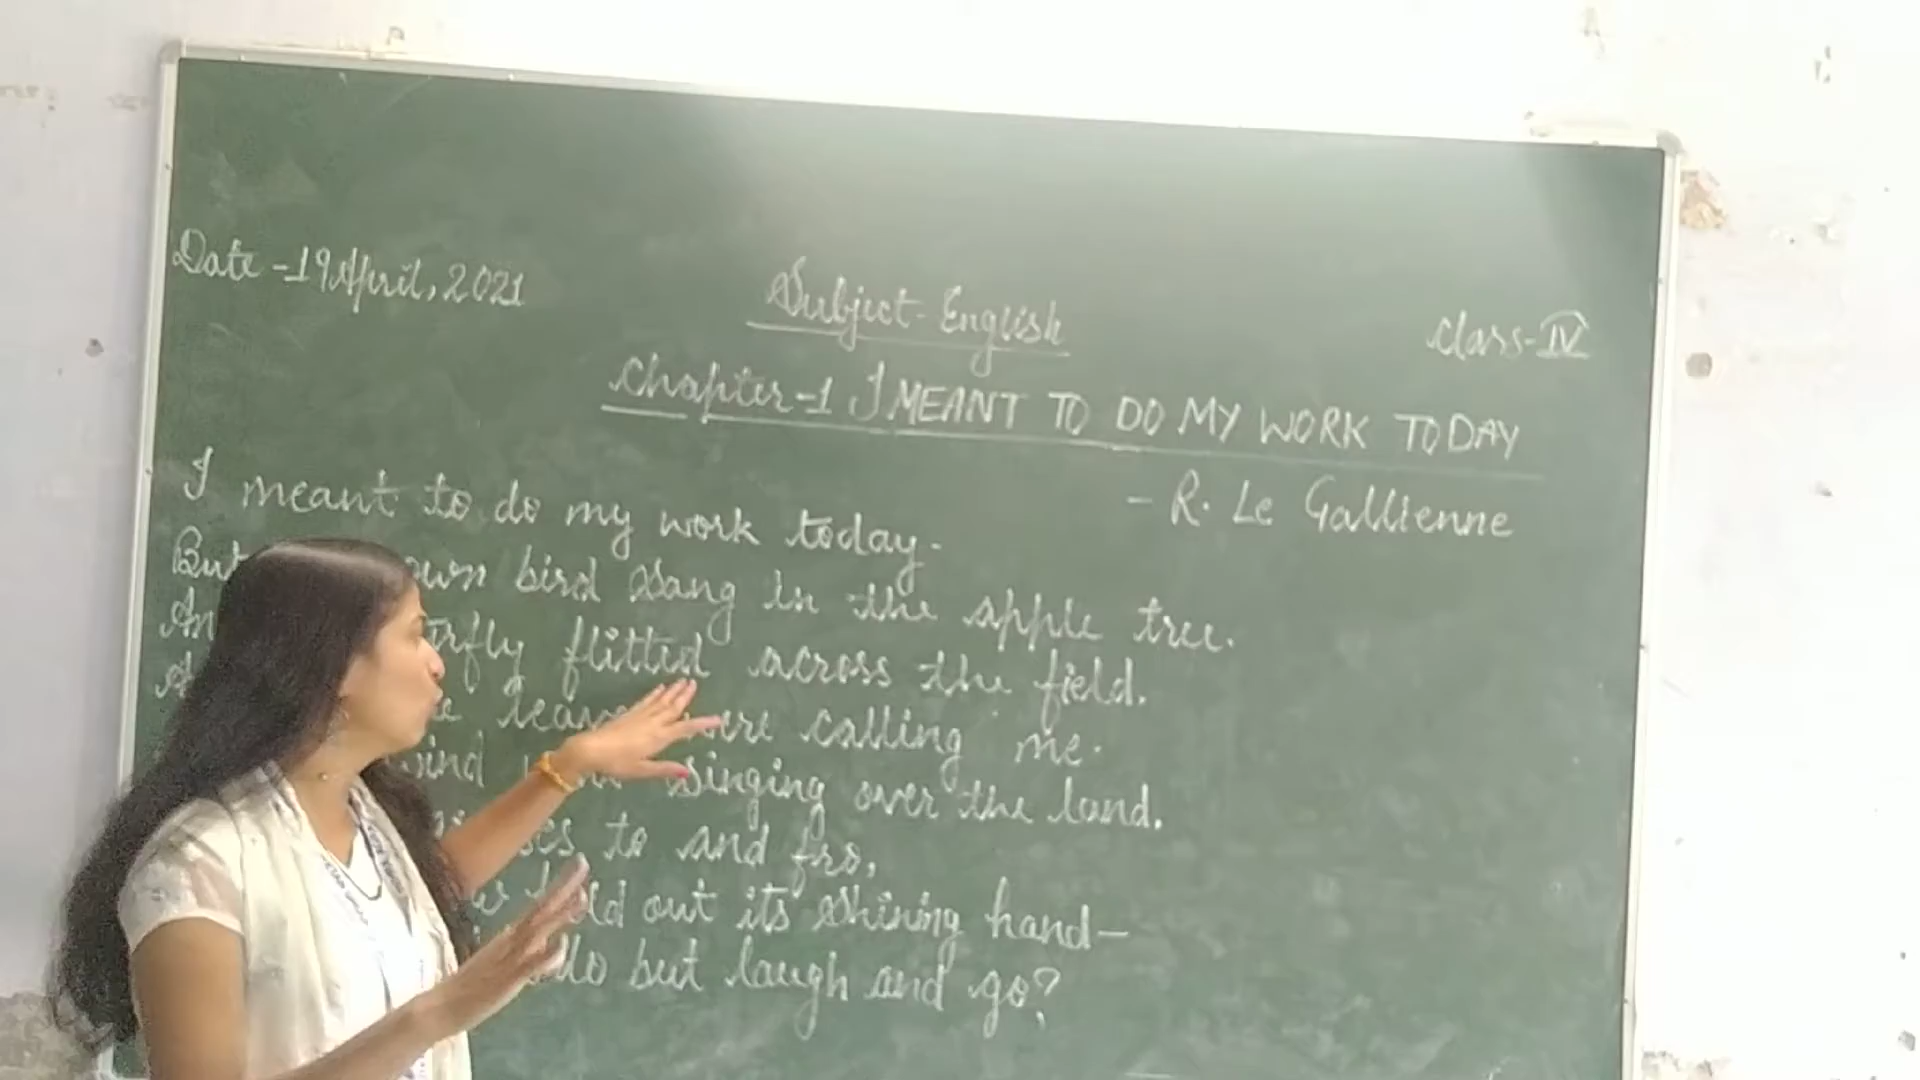 Date - 19 April, 2021
Subject - English
Class - IV
Chapter-1 I MEANT TO DO MY WORK TODAY
- R. Le Gallienne
I meant to do my work today.
But bird sang in the apple tree.
flitted across the field.
calling me.
singing over the land.
to and fro,
out its shining hand—
but laugh and go?